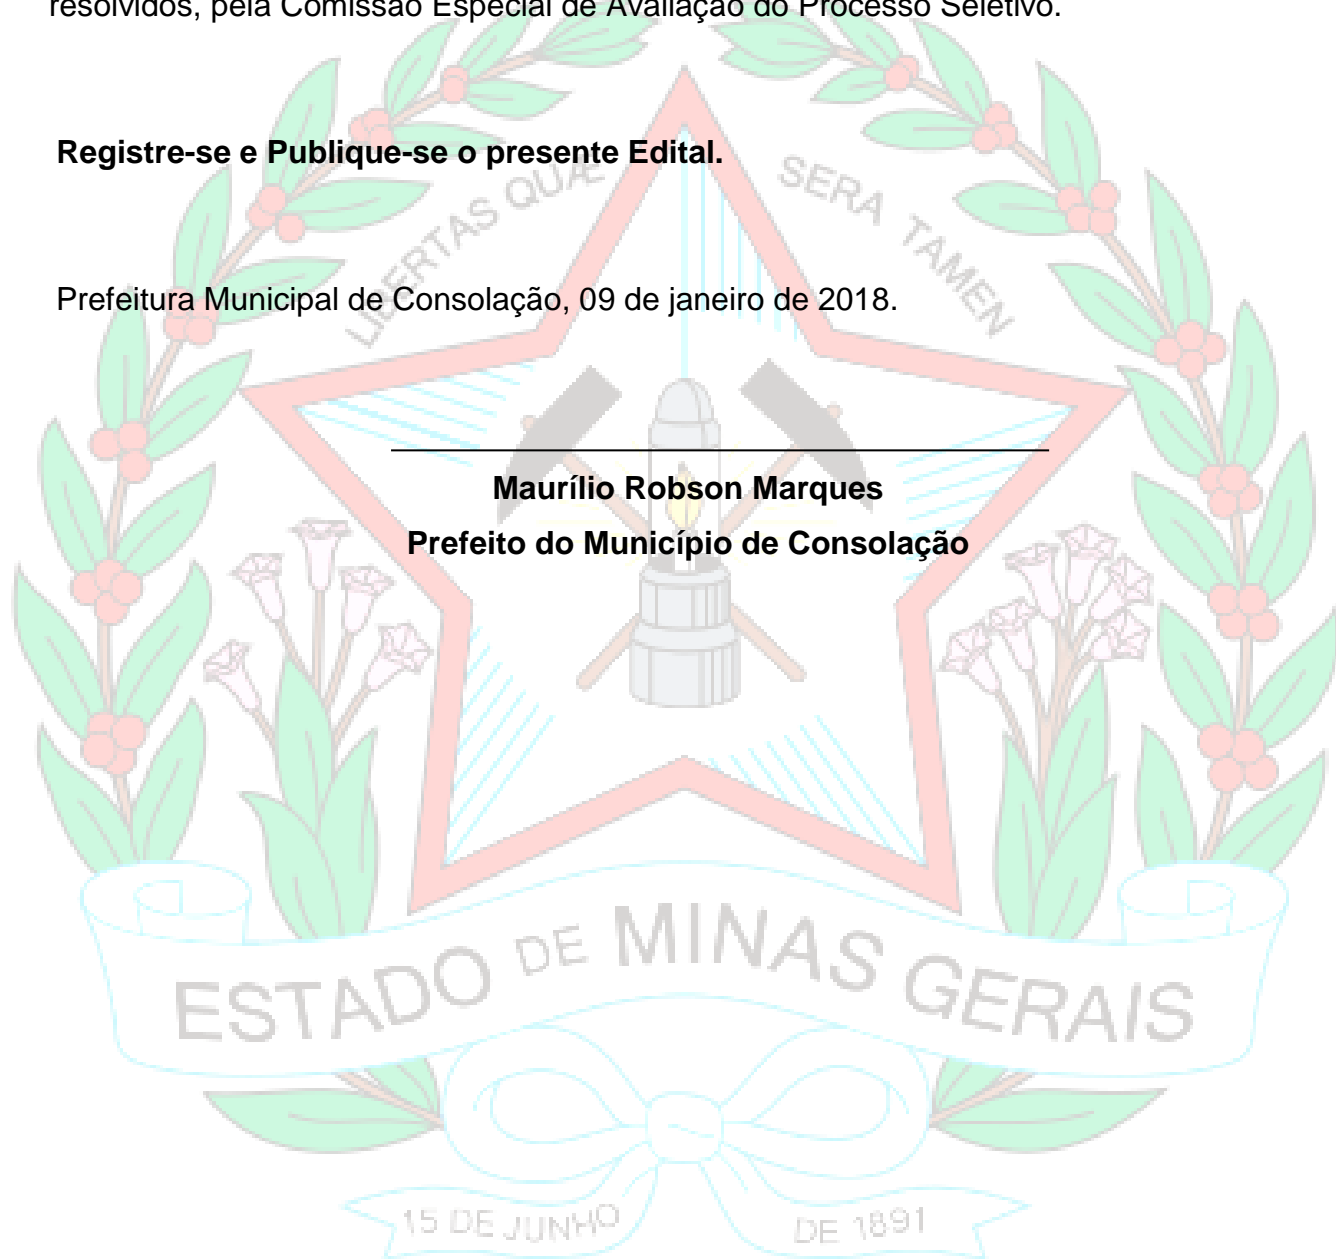 resolvidos, pela Comissão Especial de Avaliação do Processo Seletivo.
Registre-se e Publique-se o presente Edital.
LIBERTAS QUÆ SERA TAMEN
Prefeitura Municipal de Consolação, 09 de janeiro de 2018.
Maurílio Robson Marques
Prefeito do Município de Consolação
ESTADO DE MINAS GERAIS
15 DE JUNHO DE 1891